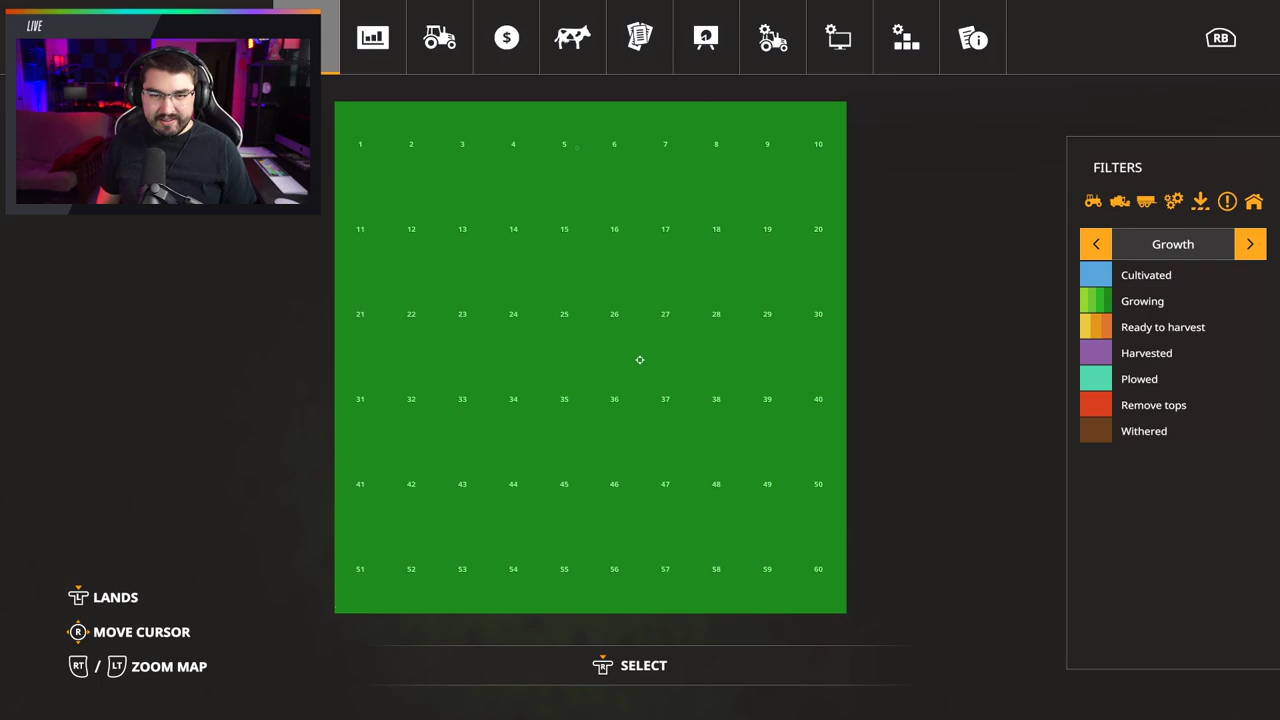 LIVE
$
RB
1 2 3 4 5 6 7 8 9 10
11 12 13 14 15 16 17 18 19 20
21 22 23 24 25 26 27 28 29 30
31 32 33 34 35 36 37 38 39 40
41 42 43 44 45 46 47 48 49 50
51 52 53 54 55 56 57 58 59 60
FILTERS
Growth
Cultivated
Growing
Ready to harvest
Harvested
Plowed
Remove tops
Withered
L LANDS
R MOVE CURSOR
RT / LT ZOOM MAP
R SELECT